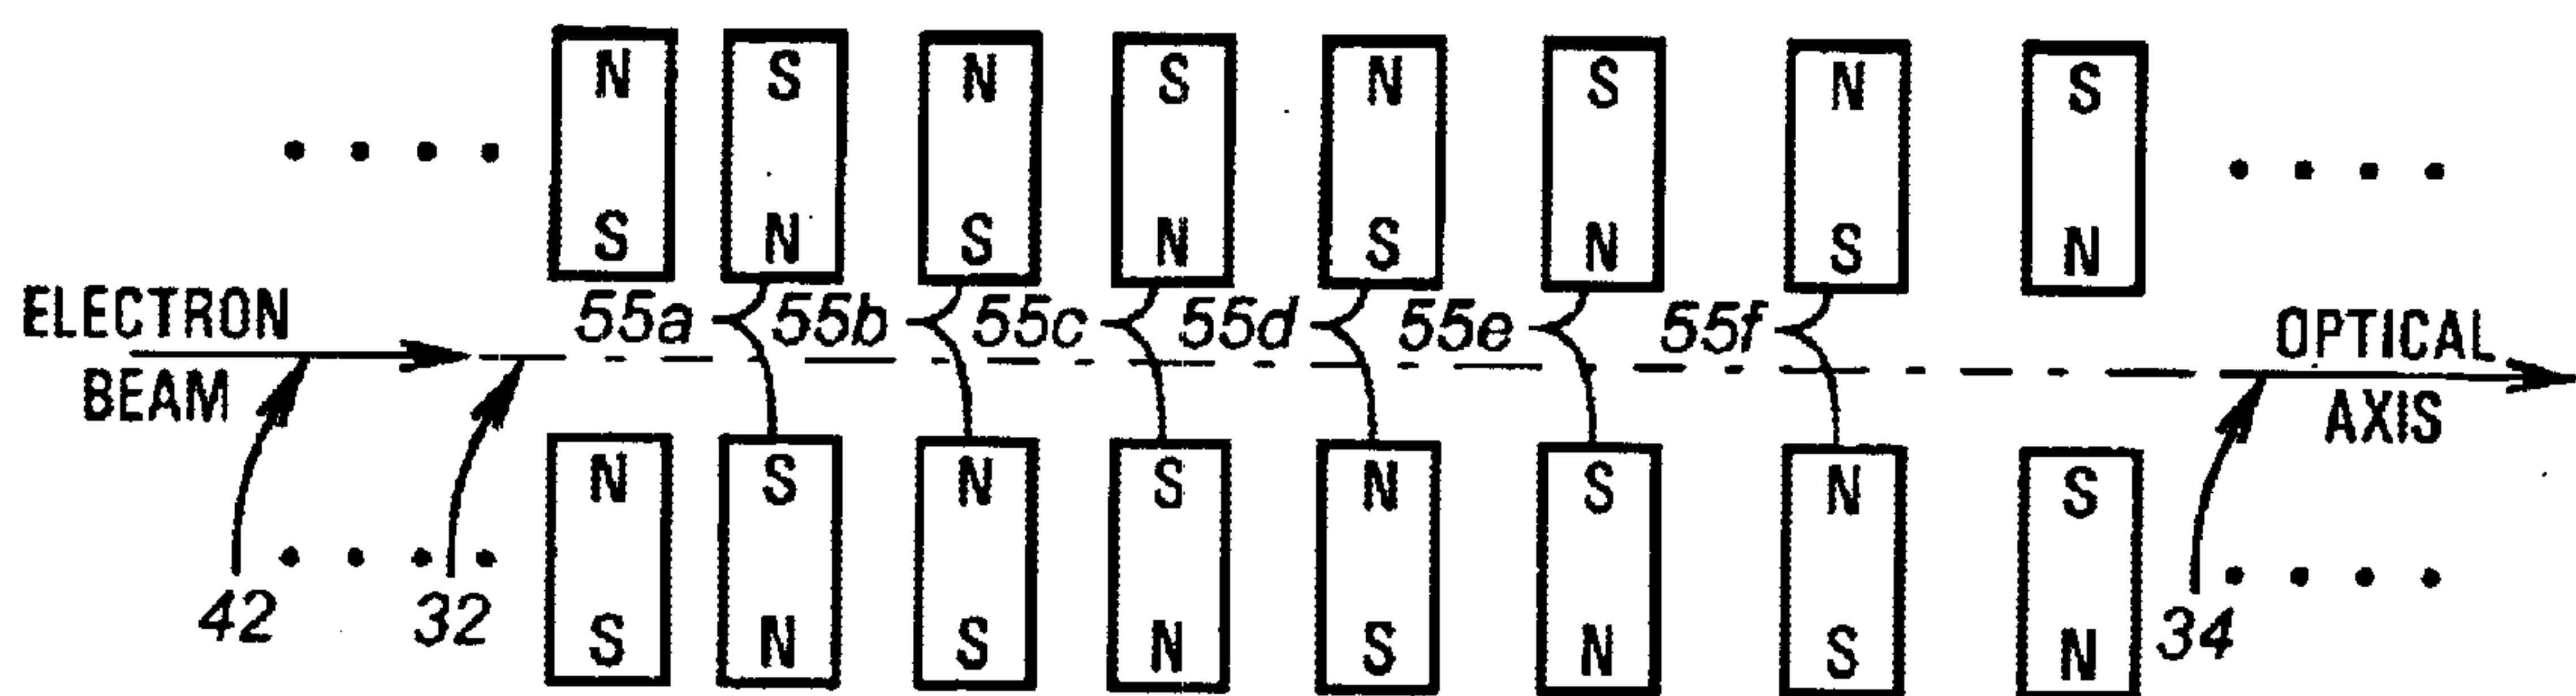 N S N S N S N S
S N S N S N S N
ELECTRON BEAM
55a 55b 55c 55d 55e 55f
OPTICAL AXIS
N S N S N S N S
S N S N S N S N
42 32 34